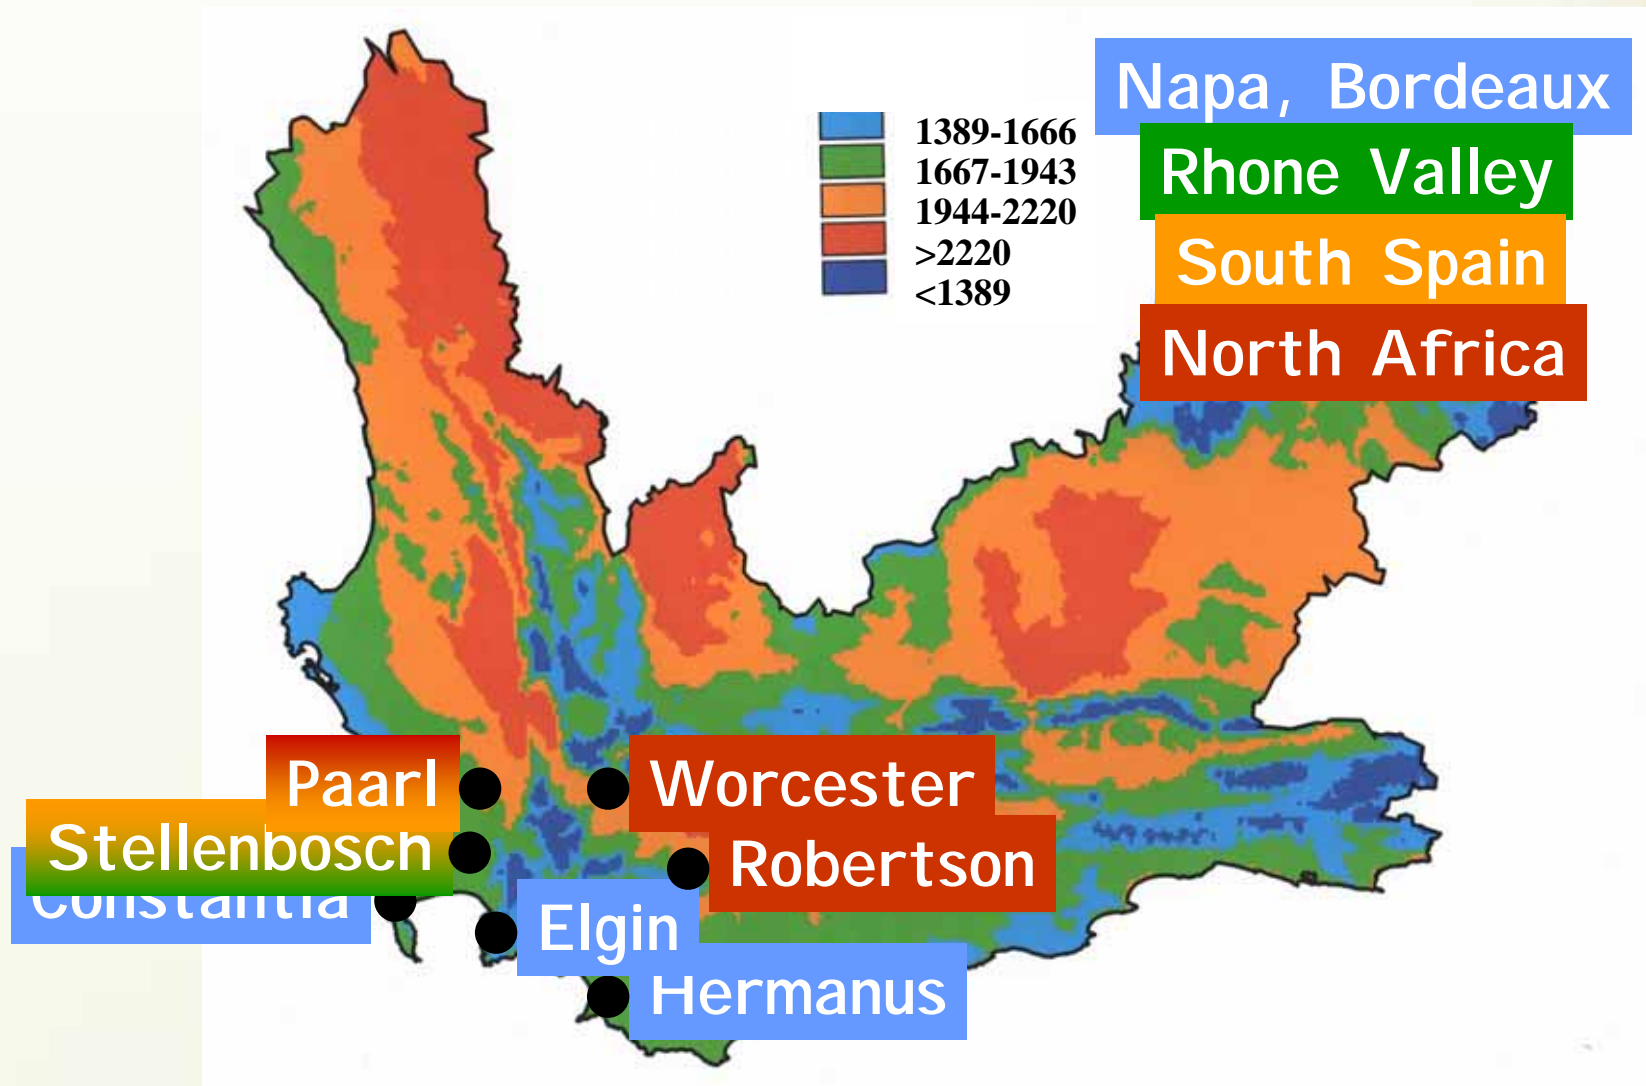 Napa, Bordeaux
1389-1666
Rhone Valley
1667-1943
1944-2220
South Spain
>2220
<1389
North Africa
Paarl
Worcester
Stellenbosch
Robertson
Constantia
Elgin
Hermanus